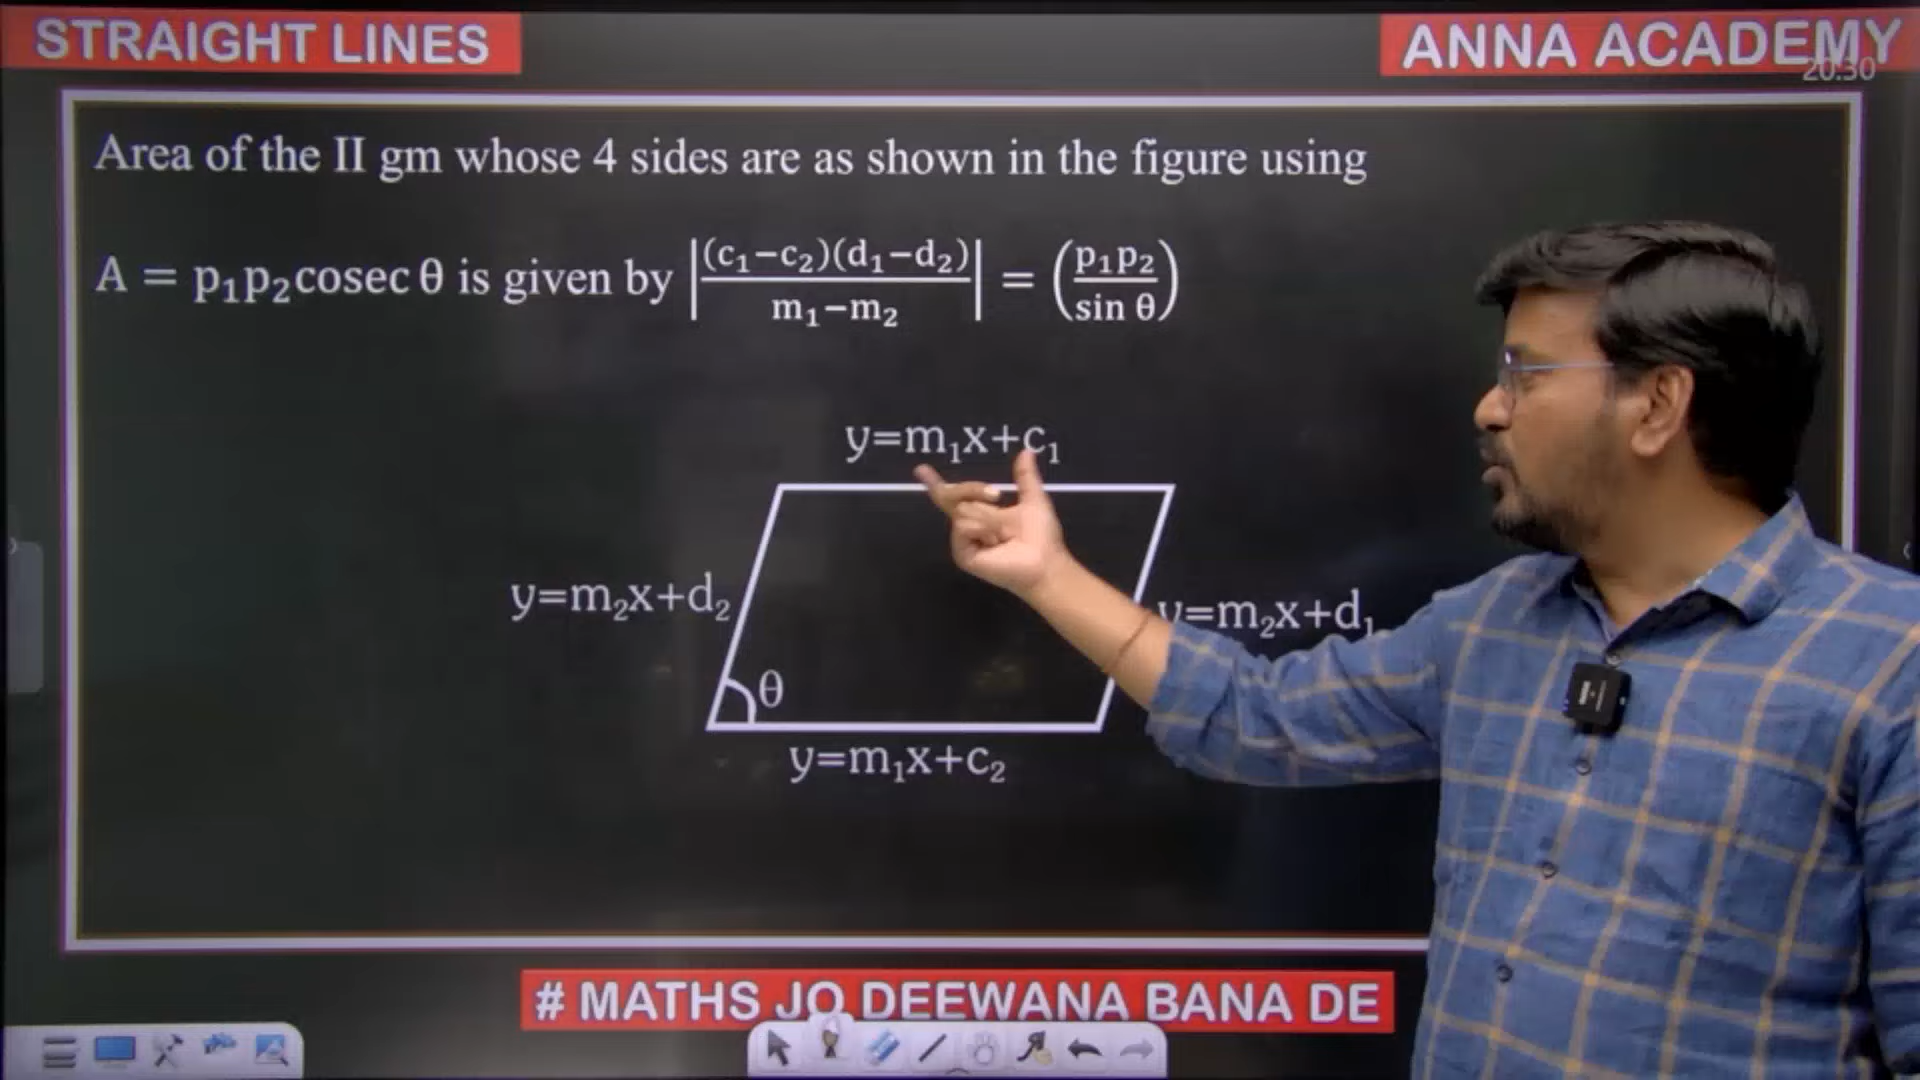 STRAIGHT LINES
ANNA ACADEMY
20:30
Area of the II gm whose 4 sides are as shown in the figure using
A = p₁p₂cosec θ is given by |(c₁−c₂)(d₁−d₂)/m₁−m₂| = (p₁p₂/sin θ)
y=m₁x+c₁
y=m₂x+d₂
y=m₂x+d₁
θ
y=m₁x+c₂
# MATHS JO DEEWANA BANA DE